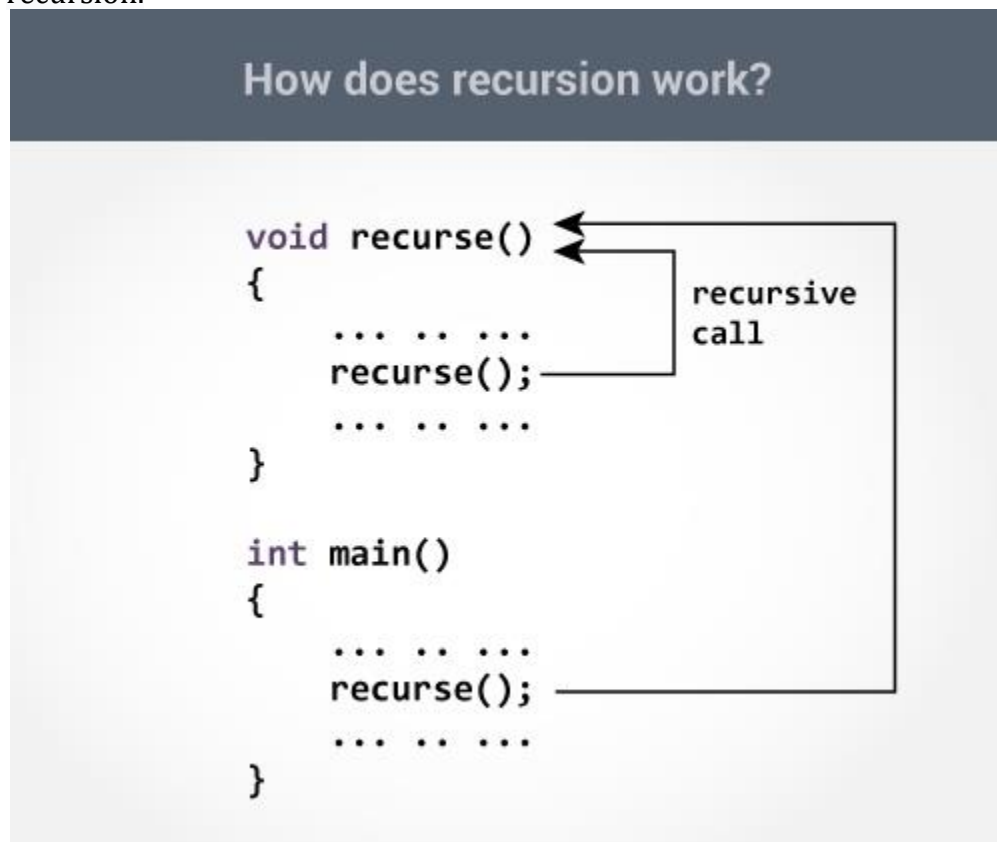 recursion.
How does recursion work?
void recurse()
{
... .. ...
recurse();
... .. ...
}
recursive
call
int main()
{
... .. ...
recurse();
... .. ...
}